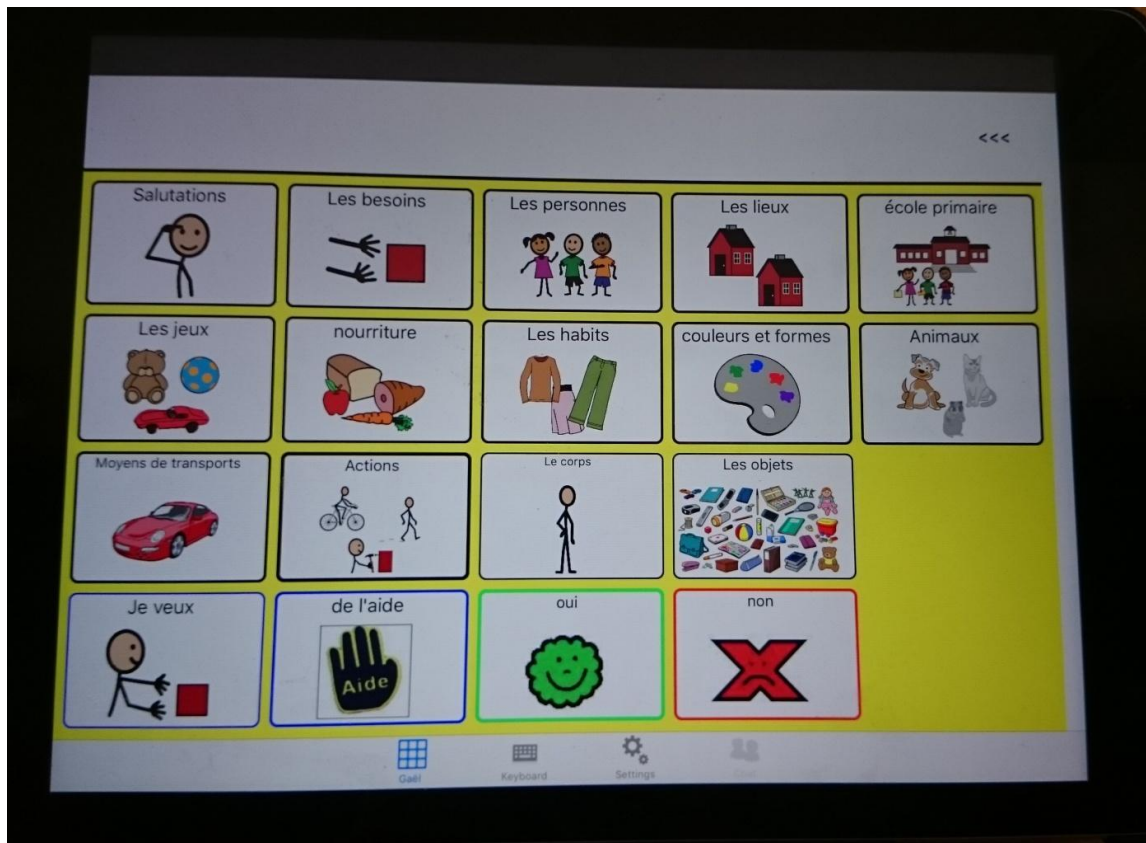 <<<
Salutations
Les besoins
Les personnes
Les lieux
école primaire
Les jeux
nourriture
Les habits
couleurs et formes
Animaux
Moyens de transports
Actions
Le corps
Les objets
Je veux
de l'aide
Aide
oui
non
Gaël
Keyboard
Settings